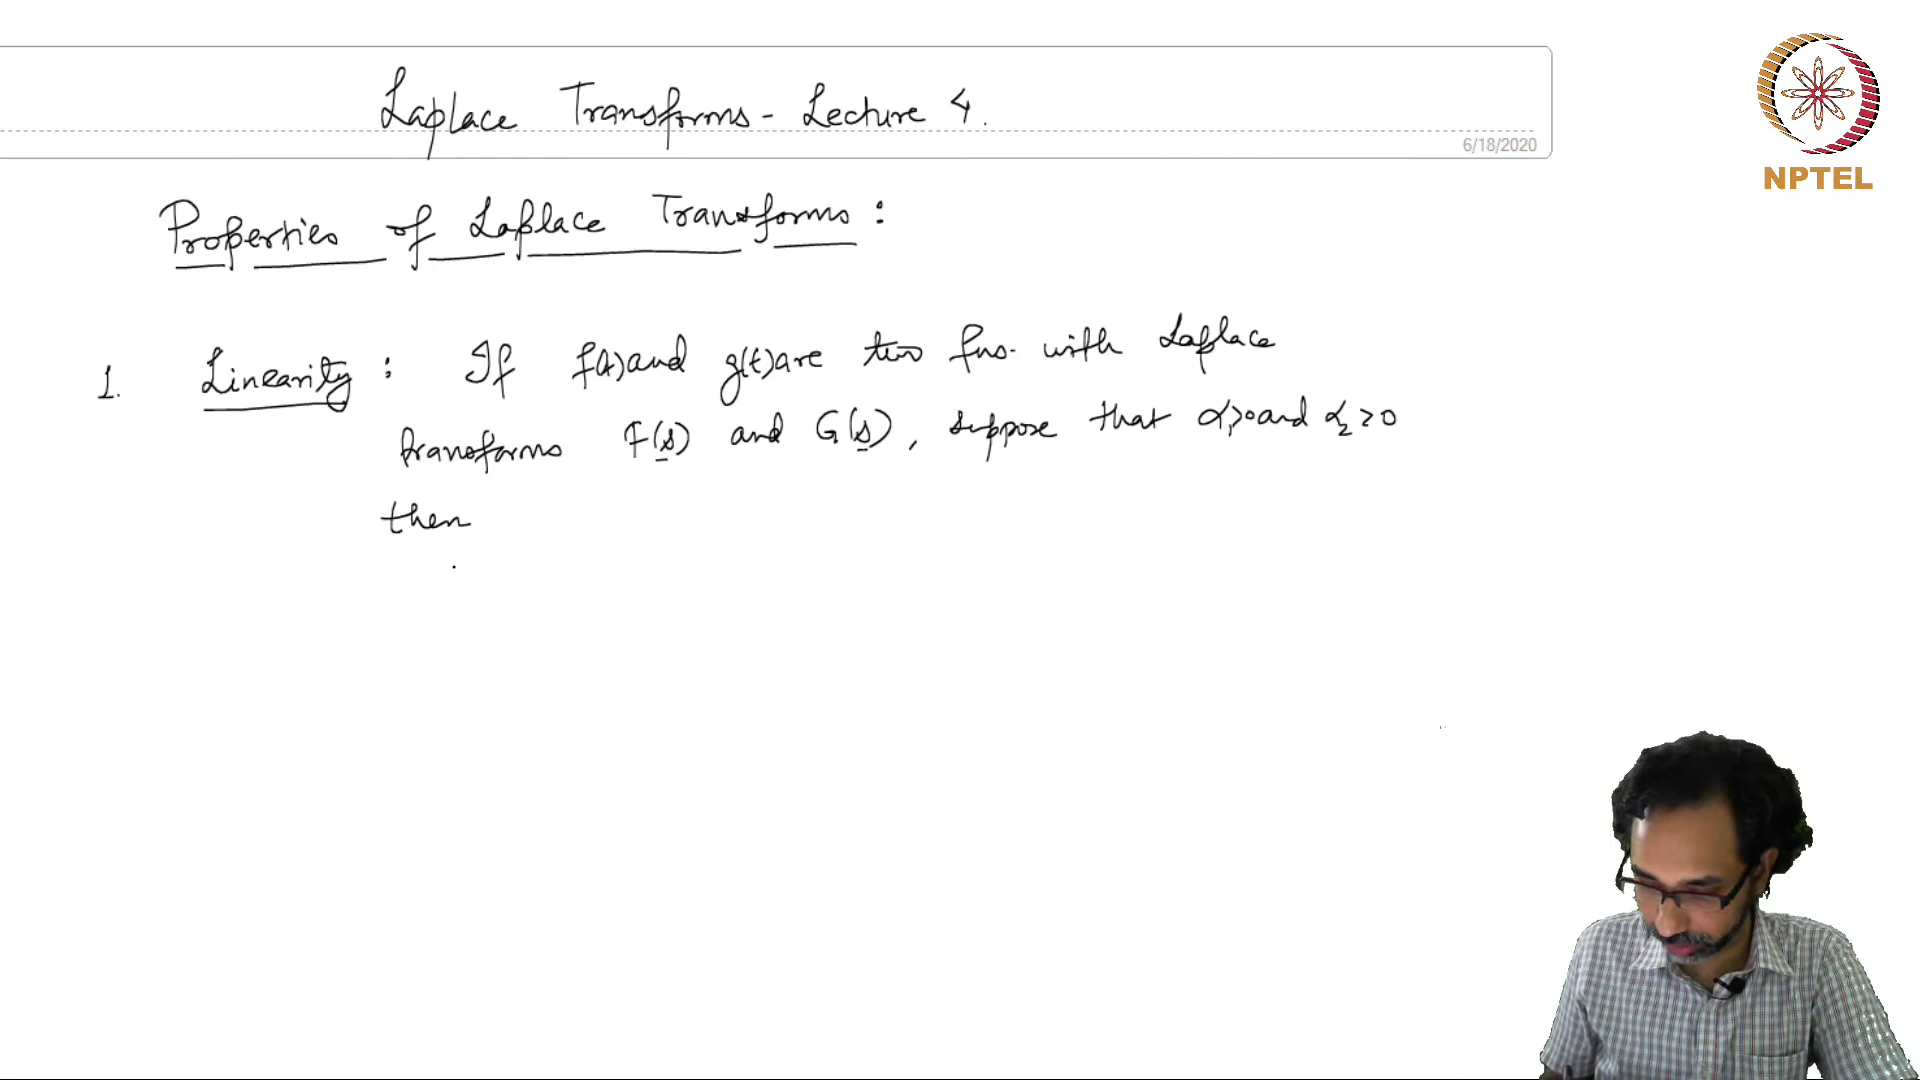 Laplace Transforms - Lecture 4.
6/18/2020
NPTEL
Properties of Laplace Transforms:
1. Linearity: If f(t) and g(t) are two fns. with Laplace
transforms F(s) and G(s), suppose that α₁>0 and α₂>0
then